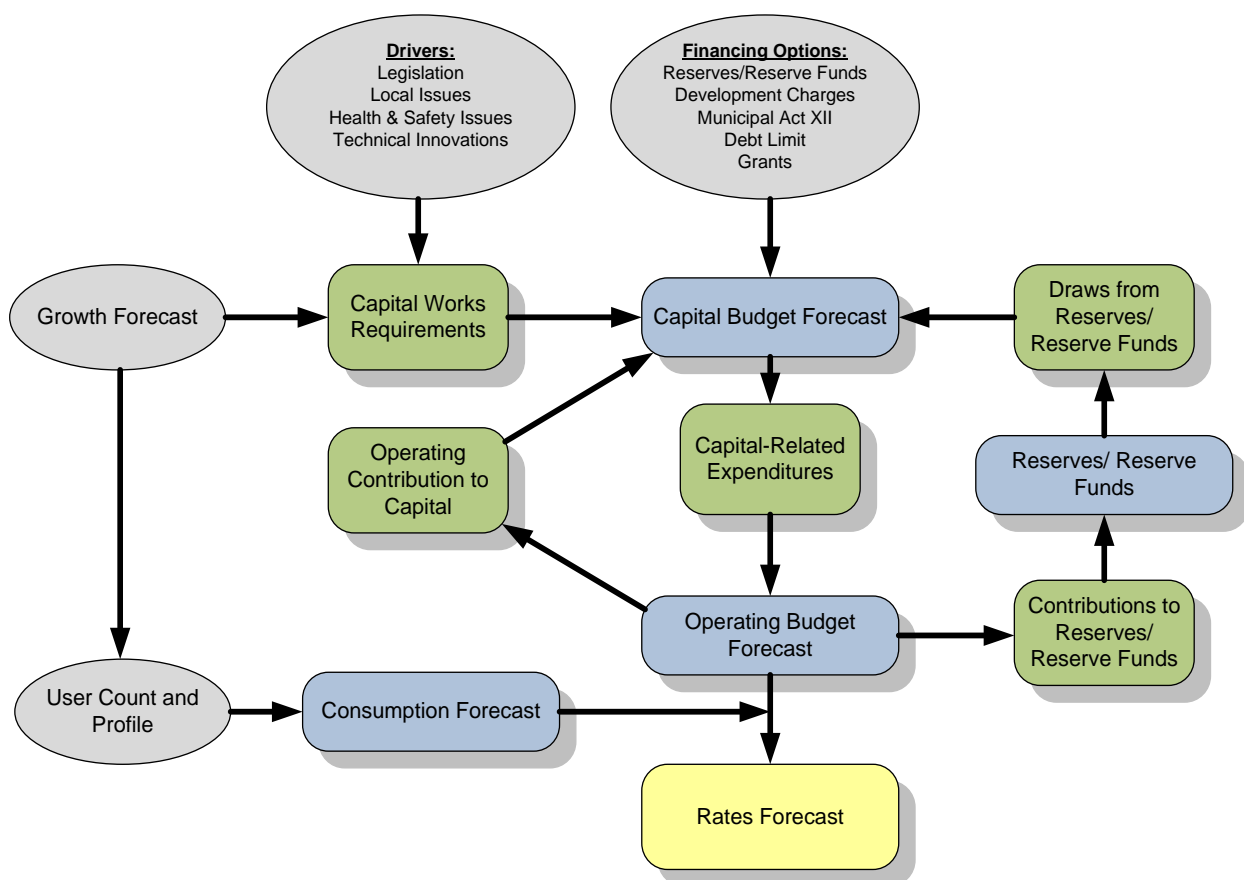 Drivers:
Legislation
Local Issues
Health & Safety Issues
Technical Innovations
Financing Options:
Reserves/Reserve Funds
Development Charges
Municipal Act XII
Debt Limit
Grants
Growth Forecast
Capital Works
Requirements
Capital Budget Forecast
Draws from
Reserves/
Reserve Funds
Operating
Contribution to
Capital
Capital-Related
Expenditures
Reserves/ Reserve
Funds
Operating Budget
Forecast
Contributions to
Reserves/
Reserve Funds
User Count and
Profile
Consumption Forecast
Rates Forecast